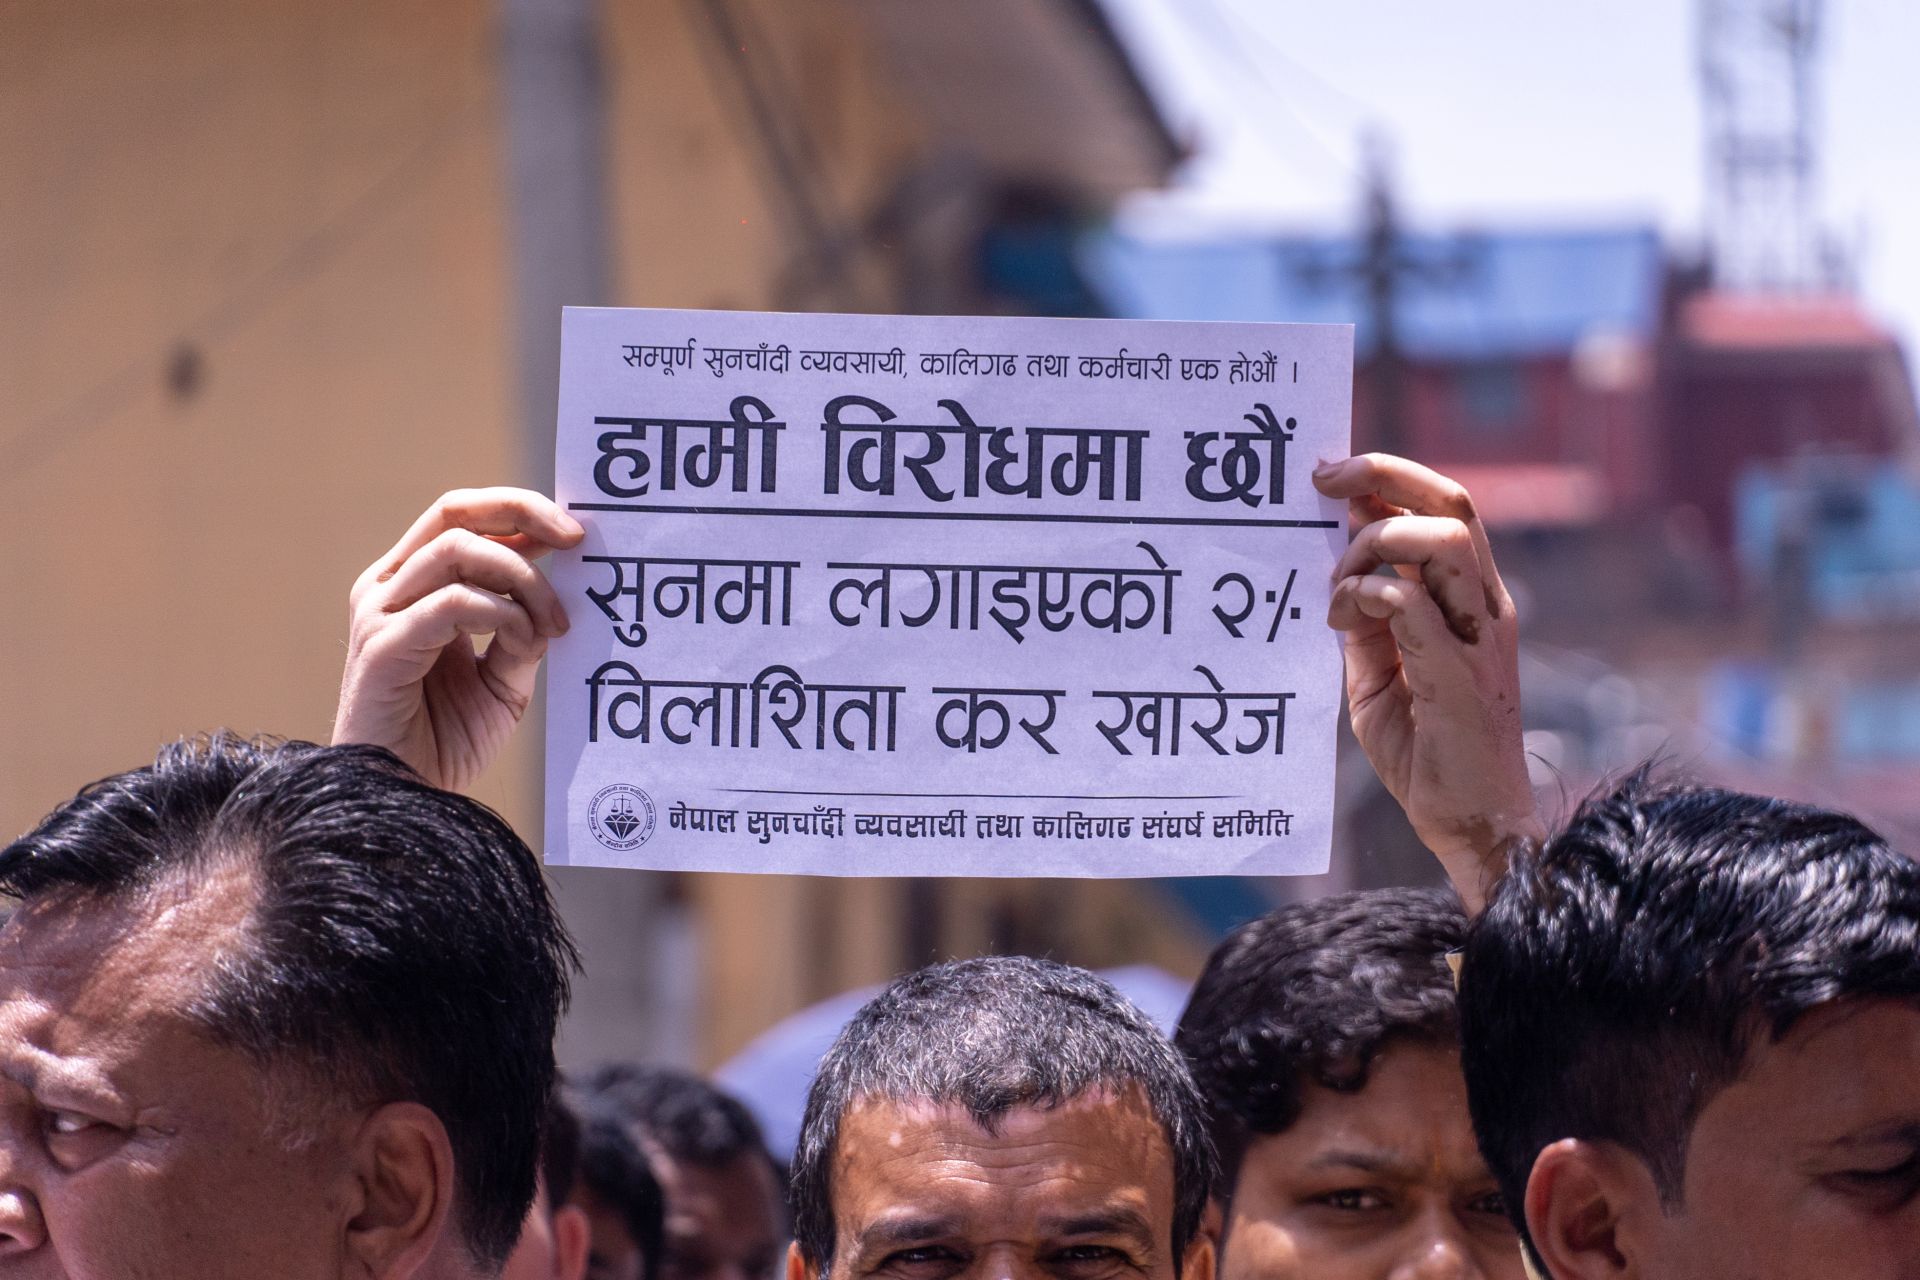 सम्पूर्ण सुनचाँदी व्यवसायी, कालिगढ तथा कर्मचारी एक होऔं ।
हामी विरोधमा छौं
सुनमा लगाइएको २%
विलाशिता कर खारेज
नेपाल सुनचाँदी व्यवसायी तथा कालिगढ संघर्ष समिति